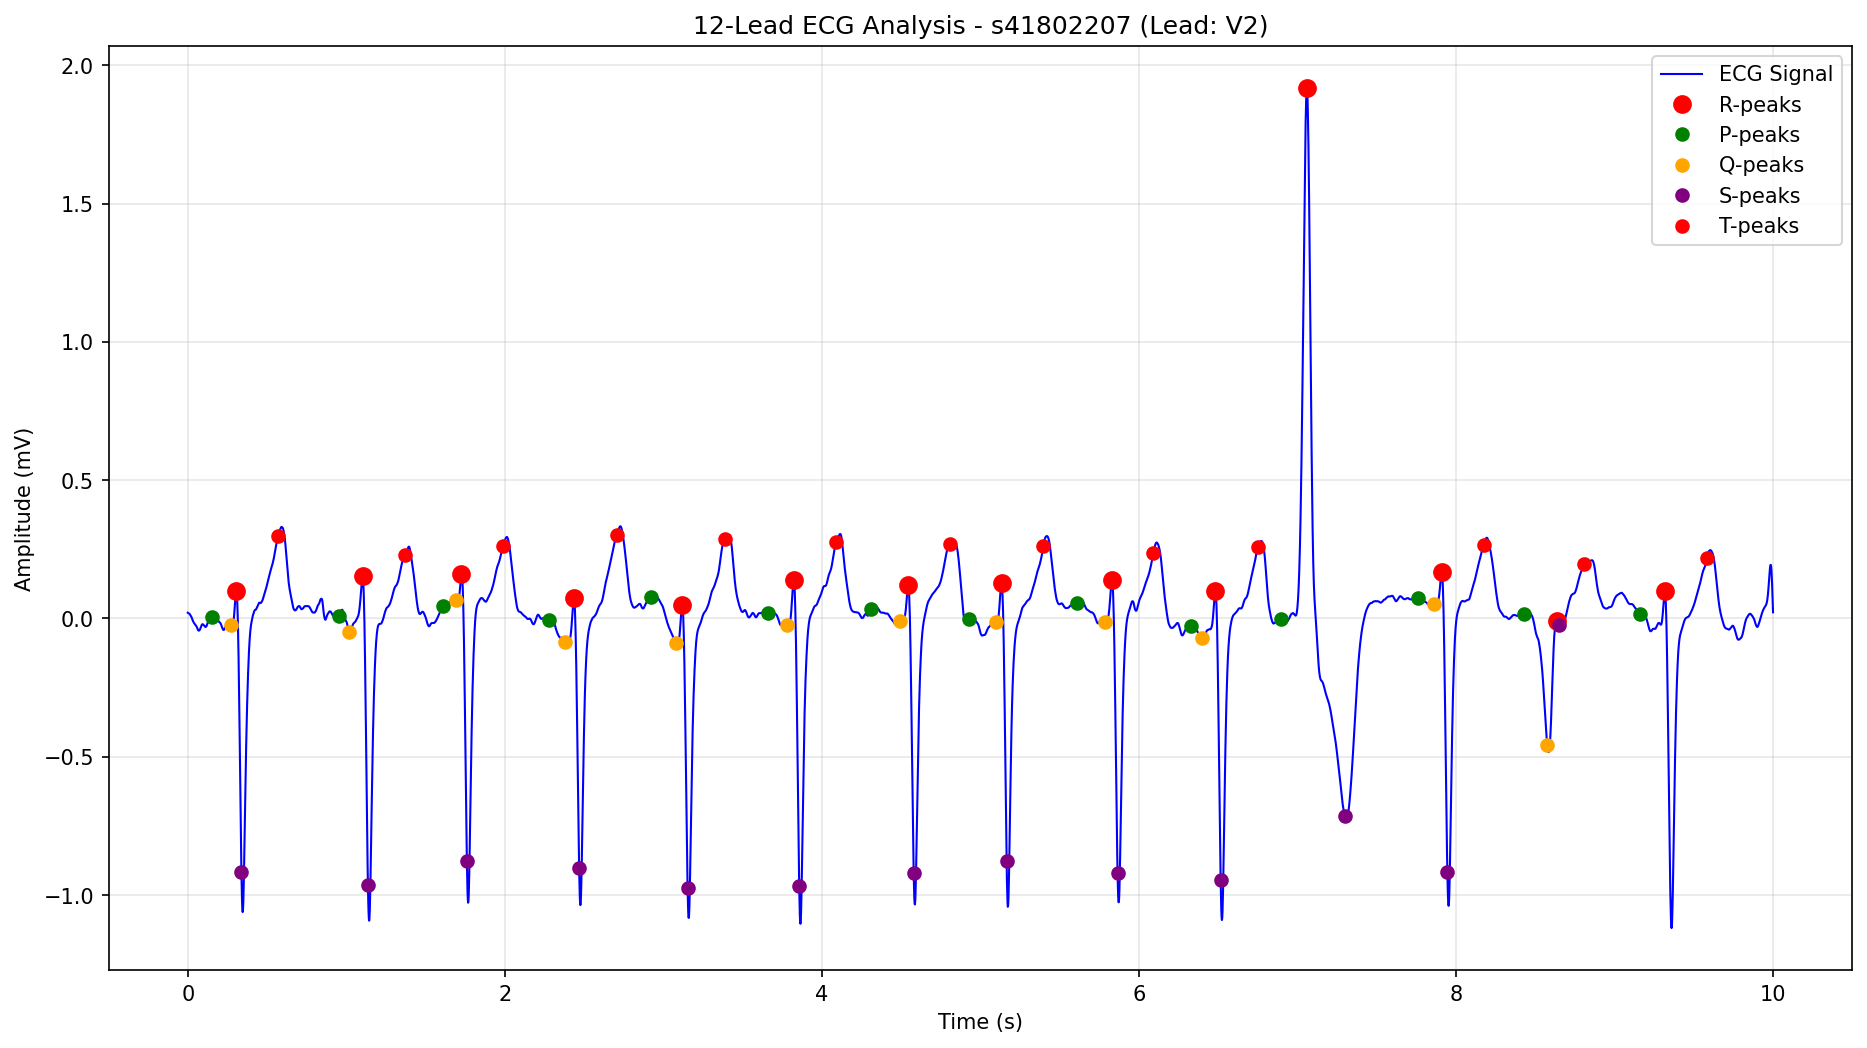 12-Lead ECG Analysis - s41802207 (Lead: V2)
ECG Signal
R-peaks
P-peaks
Q-peaks
S-peaks
T-peaks
Amplitude (mV)
2.0
1.5
1.0
0.5
0.0
−0.5
−1.0
0 2 4 6 8 10
Time (s)